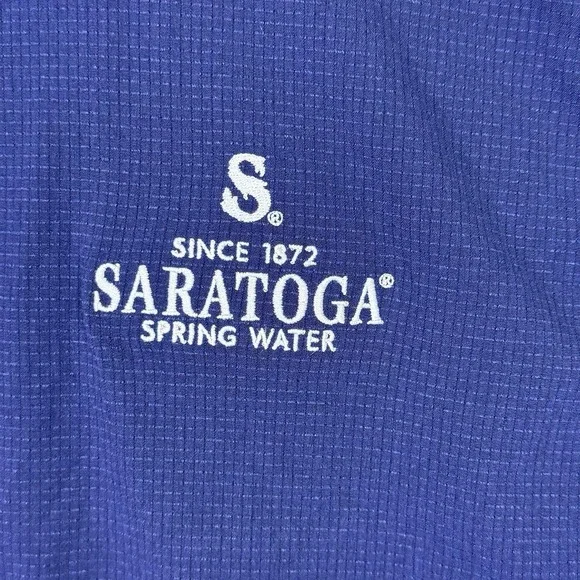 S®
SINCE 1872
SARATOGA®
SPRING WATER